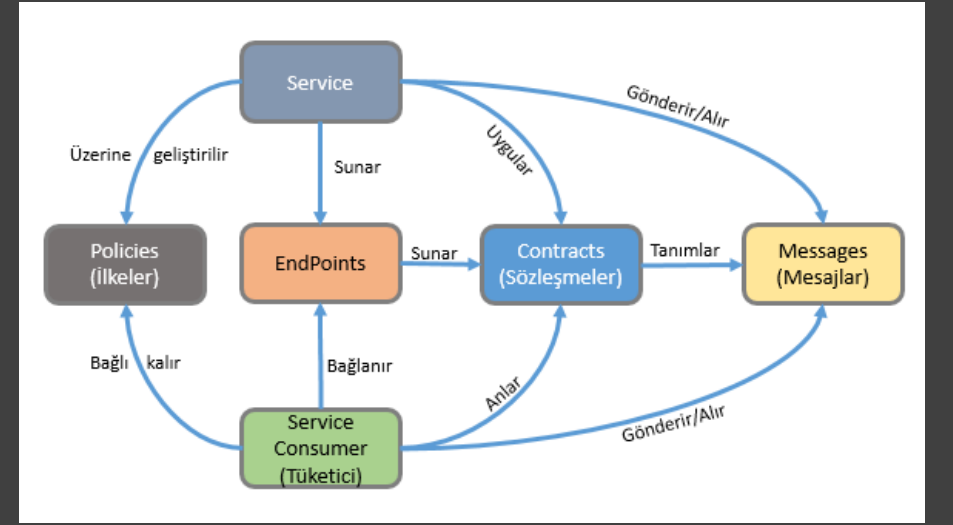 Service
Gönderir/Alır
Uygular
Üzerine geliştirilir
Sunar
Policies
(İlkeler)
EndPoints
Sunar
Contracts
(Sözleşmeler)
Tanımlar
Messages
(Mesajlar)
Bağlı kalır
Bağlanır
Anlar
Gönderir/Alır
Service
Consumer
(Tüketici)